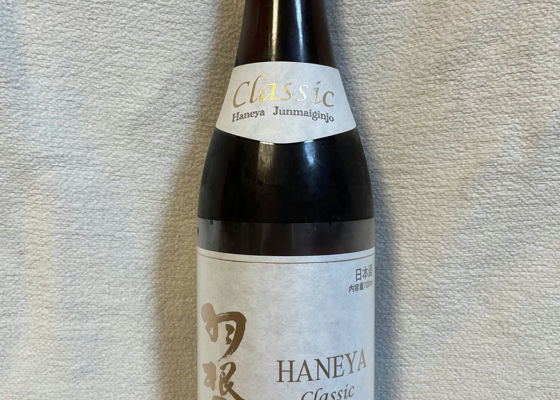 Classic
Haneya Junmaiginjo
日本酒
内容量720ml
羽根
HANEYA
Classic